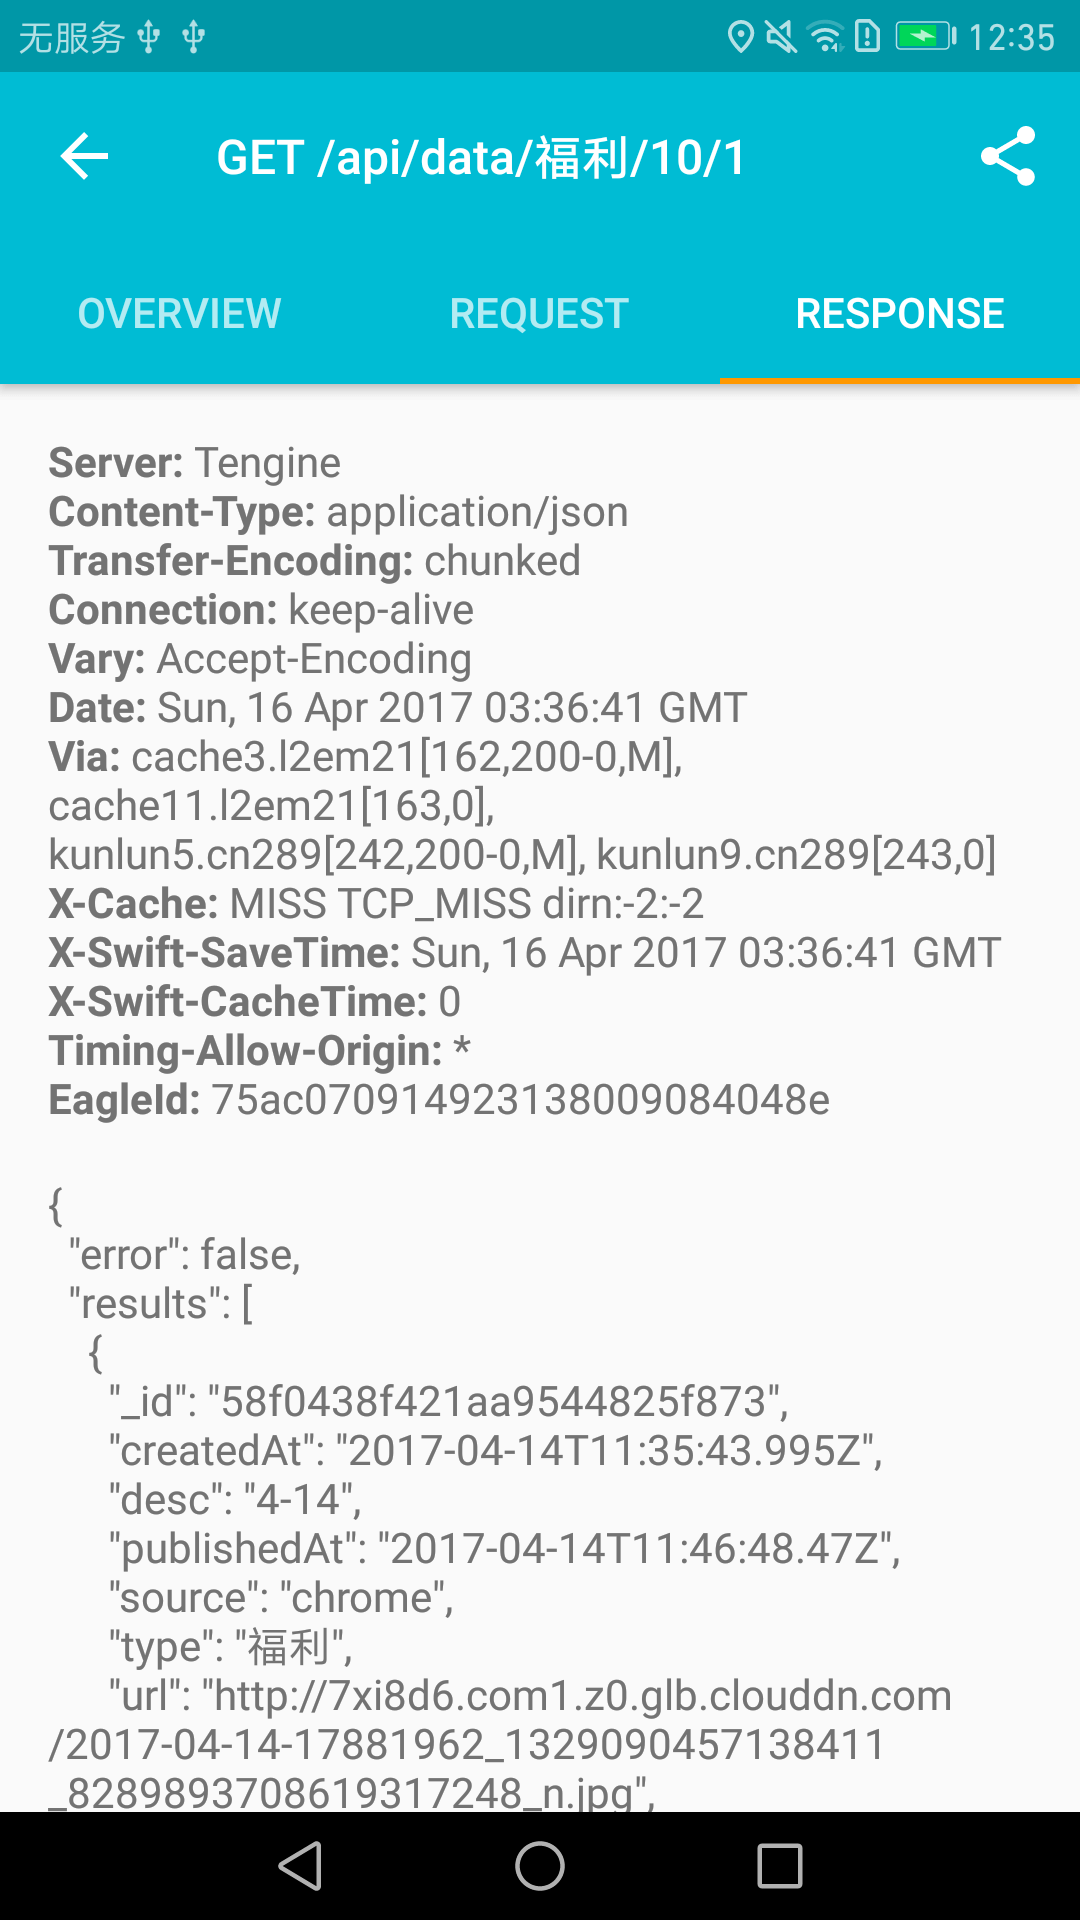 无服务 12:35
GET /api/data/福利/10/1
OVERVIEW REQUEST RESPONSE
Server: Tengine
Content-Type: application/json
Transfer-Encoding: chunked
Connection: keep-alive
Vary: Accept-Encoding
Date: Sun, 16 Apr 2017 03:36:41 GMT
Via: cache3.l2em21[162,200-0,M],
cache11.l2em21[163,0],
kunlun5.cn289[242,200-0,M], kunlun9.cn289[243,0]
X-Cache: MISS TCP_MISS dirn:-2:-2
X-Swift-SaveTime: Sun, 16 Apr 2017 03:36:41 GMT
X-Swift-CacheTime: 0
Timing-Allow-Origin: *
EagleId: 75ac070914923138009084048e
{
"error": false,
"results": [
{
"_id": "58f0438f421aa9544825f873",
"createdAt": "2017-04-14T11:35:43.995Z",
"desc": "4-14",
"publishedAt": "2017-04-14T11:46:48.47Z",
"source": "chrome",
"type": "福利",
"url": "http://7xi8d6.com1.z0.glb.clouddn.com
/2017-04-14-17881962_1329090457138411
_8289893708619317248_n.jpg",